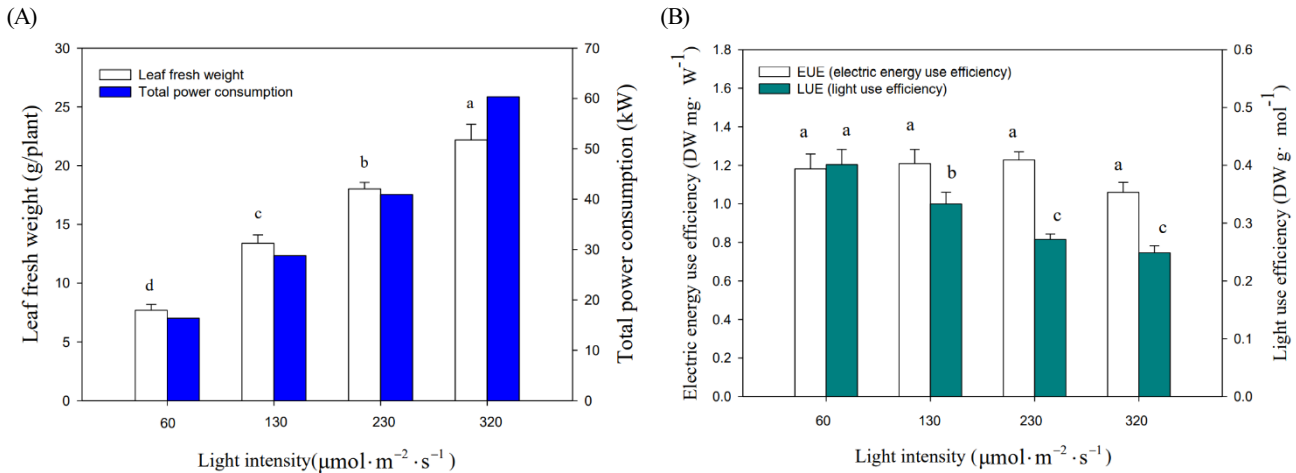 (A)
30
25
20
15
10
5
0
Leaf fresh weight (g/plant)
Leaf fresh weight
Total power consumption
d
c
b
a
70
60
50
40
30
20
10
0
Total power consumption (kW)
60 130 230 320
Light intensity(μmol·m⁻²·s⁻¹)
(B)
1.8
1.6
1.4
1.2
1.0
0.8
0.6
0.4
0.2
0.0
Electric energy use efficiency (DW mg· W⁻¹)
EUE (electric energy use efficiency)
LUE (light use efficiency)
a a a b a c a c
0.6
0.5
0.4
0.3
0.2
0.1
0.0
Light use efficiency (DW g· mol⁻¹)
60 130 230 320
Light intensity (μmol·m⁻²·s⁻¹)